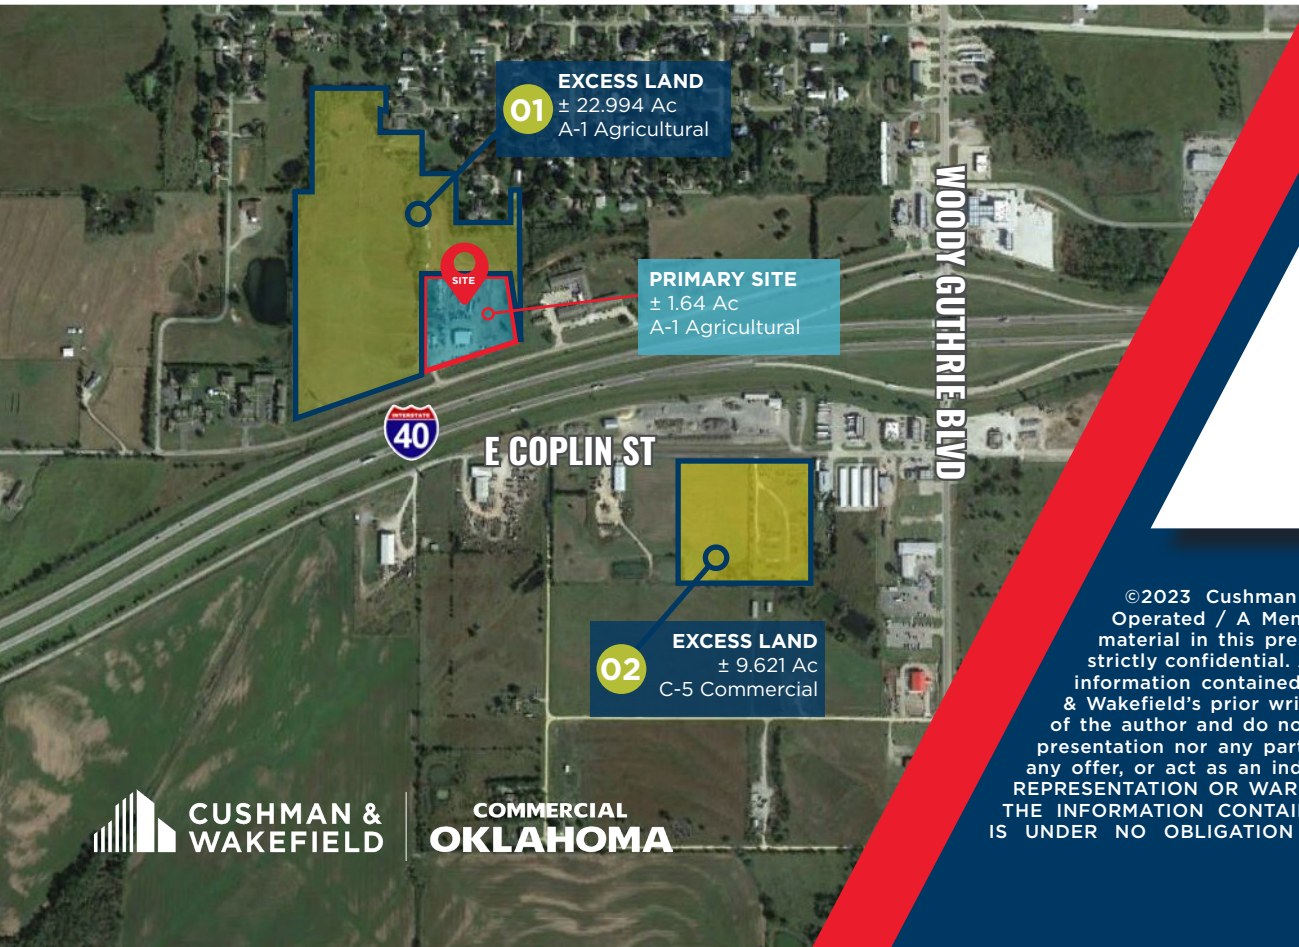 EXCESS LAND
01
± 22.994 Ac
A-1 Agricultural
WOODY GUTHRIE BLVD
SITE
PRIMARY SITE
± 1.64 Ac
A-1 Agricultural
INTERSTATE
40
E COPLIN ST
EXCESS LAND
02
± 9.621 Ac
C-5 Commercial
CUSHMAN &
WAKEFIELD
COMMERCIAL
OKLAHOMA
©2023 Cushman
Operated / A Mem
material in this pre
strictly confidential.
information contained
& Wakefield's prior wri
of the author and do no
presentation nor any part
any offer, or act as an ind
REPRESENTATION OR WAR
THE INFORMATION CONTAI
IS UNDER NO OBLIGATION